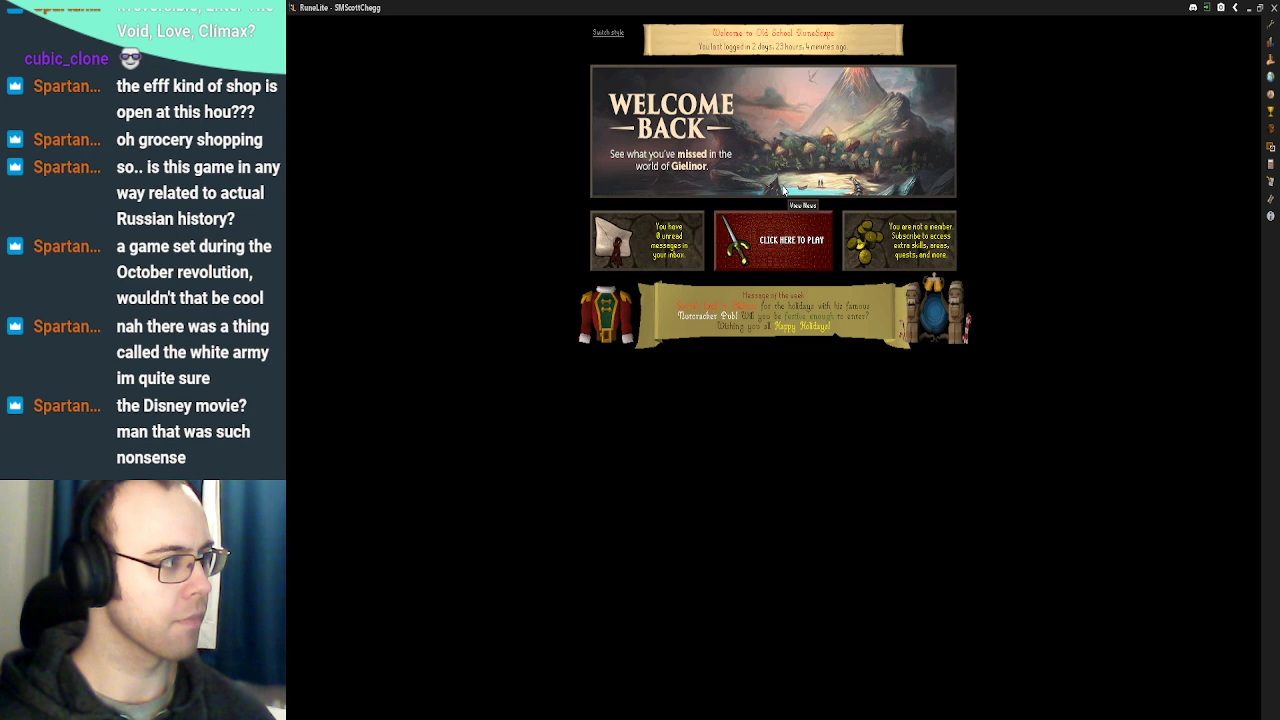 RuneLite - SMScottChegg
Void, Love, Clímax?
cubic_clone
Spartan... the efff kind of shop is
open at this hou???
Spartan... oh grocery shopping
Spartan... so.. is this game in any
way related to actual
Russian history?
Spartan... a game set during the
October revolution,
wouldn't that be cool
Spartan... nah there was a thing
called the white army
im quite sure
Spartan... the Disney movie?
man that was such
nonsense
Switch style
Welcome to Old School RuneScape
You last logged in 2 days, 23 hours, 4 minutes ago.
WELCOME
BACK
See what you've missed in the
world of Gielinor.
View News
You have
0 unread
messages in
your inbox.
CLICK HERE TO PLAY
You are not a member.
Subscribe to access
extra skills, areas,
quests, and more.
Message of the week
for the holidays with his famous
Nutcracker Pub! Will you be festive enough to enter?
Wishing you all Happy Holidays!